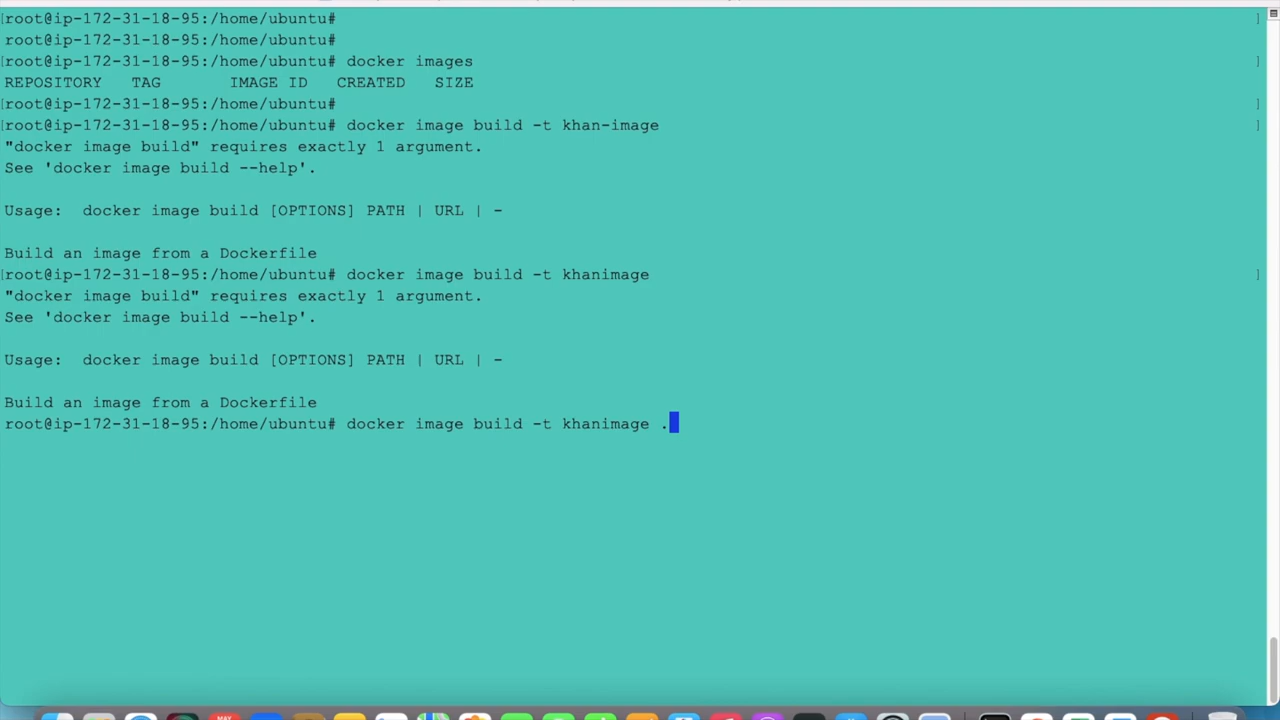 [root@ip-172-31-18-95:/home/ubuntu# ]
root@ip-172-31-18-95:/home/ubuntu#
[root@ip-172-31-18-95:/home/ubuntu# docker images ]
REPOSITORY   TAG       IMAGE ID   CREATED   SIZE
[root@ip-172-31-18-95:/home/ubuntu# ]
[root@ip-172-31-18-95:/home/ubuntu# docker image build -t khan-image ]
"docker image build" requires exactly 1 argument.
See 'docker image build --help'.
Usage:  docker image build [OPTIONS] PATH | URL | -
Build an image from a Dockerfile
[root@ip-172-31-18-95:/home/ubuntu# docker image build -t khanimage ]
"docker image build" requires exactly 1 argument.
See 'docker image build --help'.
Usage:  docker image build [OPTIONS] PATH | URL | -
Build an image from a Dockerfile
root@ip-172-31-18-95:/home/ubuntu# docker image build -t khanimage .
MAY